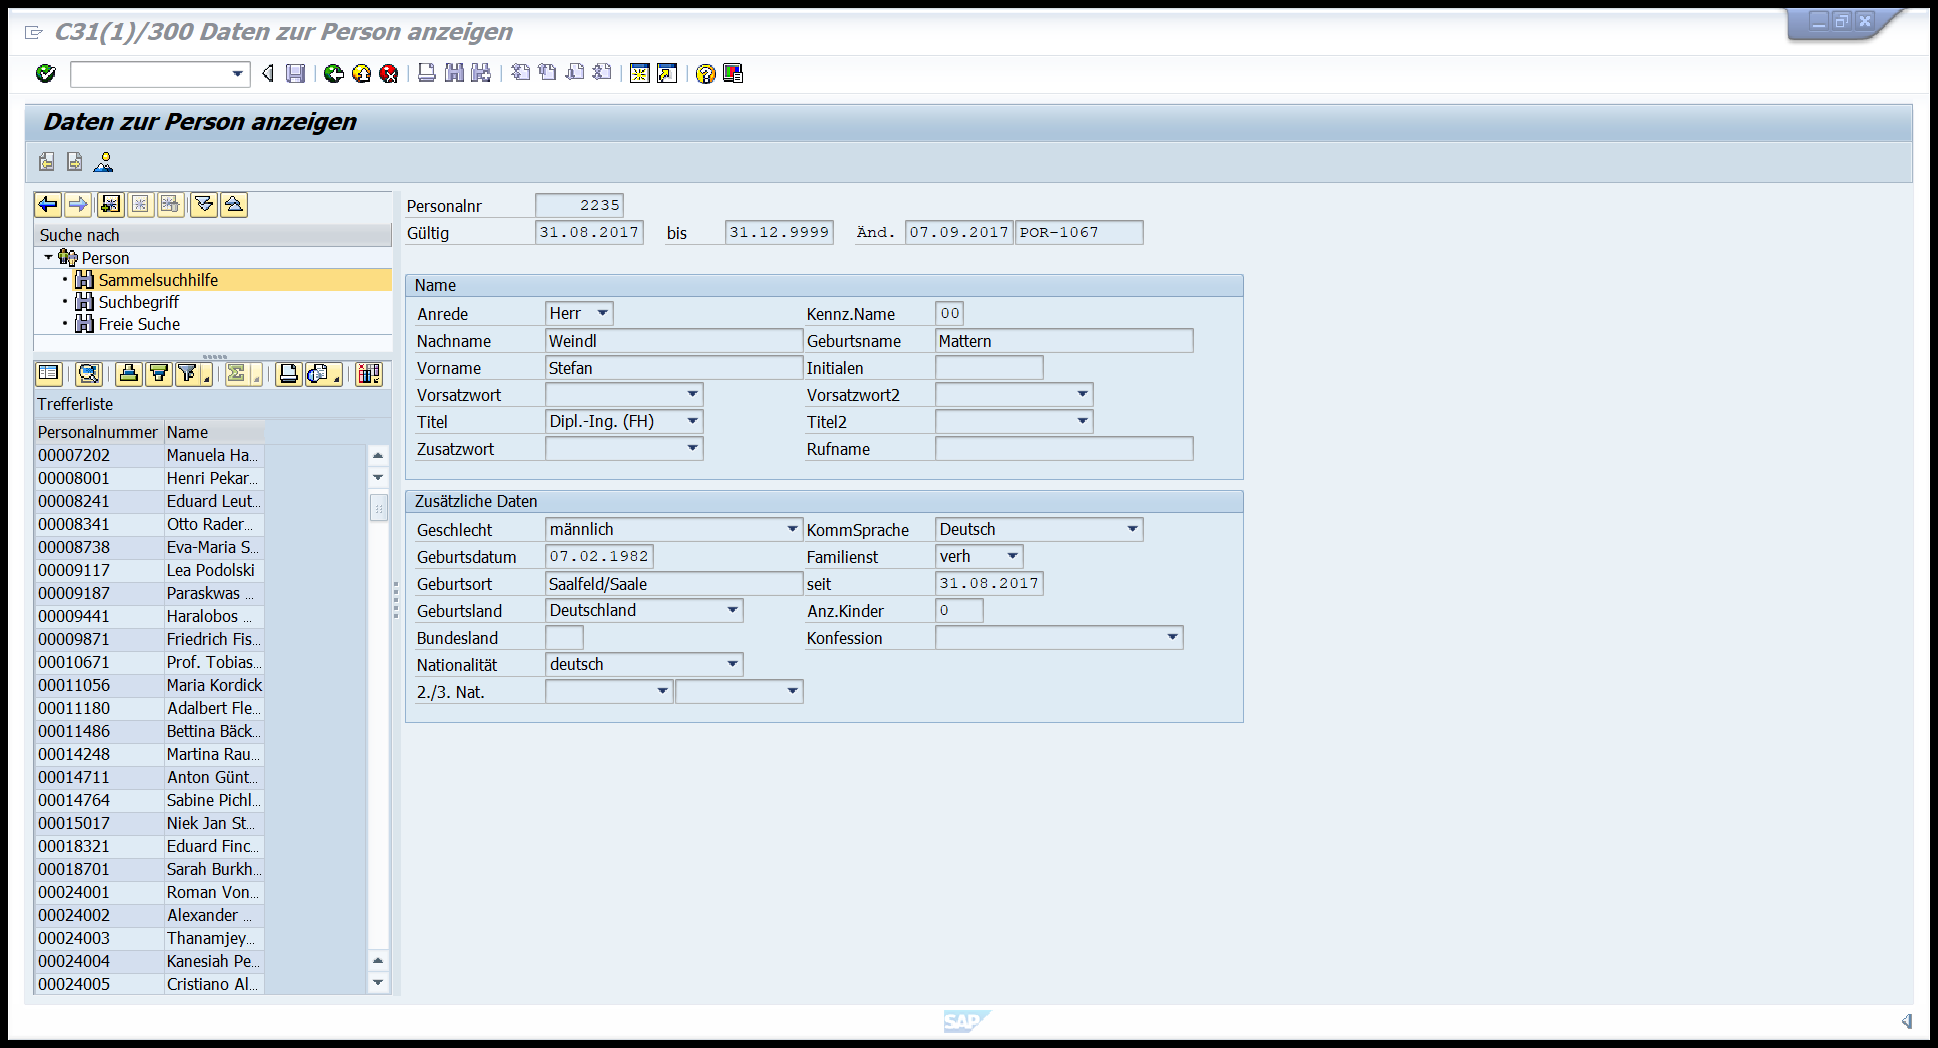 C31(1)/300 Daten zur Person anzeigen
Daten zur Person anzeigen
Suche nach
Person
Sammelsuchhilfe
Suchbegriff
Freie Suche
Trefferliste
Personalnummer Name
00007202 Manuela Ha...
00008001 Henri Pekar...
00008241 Eduard Leut...
00008341 Otto Rader...
00008738 Eva-Maria S...
00009117 Lea Podolski
00009187 Paraskwas ...
00009441 Haralobos ...
00009871 Friedrich Fis...
00010671 Prof. Tobias...
00011056 Maria Kordick
00011180 Adalbert Fle...
00011486 Bettina Bäck...
00014248 Martina Rau...
00014711 Anton Günt...
00014764 Sabine Pichl...
00015017 Niek Jan St...
00018321 Eduard Finc...
00018701 Sarah Burkh...
00024001 Roman Von...
00024002 Alexander ...
00024003 Thanamjey...
00024004 Kanesiah Pe...
00024005 Cristiano Al...
Personalnr 2235
Gültig 31.08.2017 bis 31.12.9999 Änd. 07.09.2017 POR-1067
Name
Anrede Herr Kennz.Name 00
Nachname Weindl Geburtsname Mattern
Vorname Stefan Initialen
Vorsatzwort Vorsatzwort2
Titel Dipl.-Ing. (FH) Titel2
Zusatzwort Rufname
Zusätzliche Daten
Geschlecht männlich KommSprache Deutsch
Geburtsdatum 07.02.1982 Familienst verh
Geburtsort Saalfeld/Saale seit 31.08.2017
Geburtsland Deutschland Anz.Kinder 0
Bundesland Konfession
Nationalität deutsch
2./3. Nat.
SAP